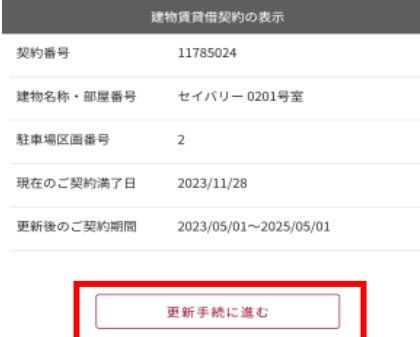 建物賃貸借契約の表示
契約番号 11785024
建物名称・部屋番号 セイバリー 0201号室
駐車場区画番号 2
現在のご契約満了日 2023/11/28
更新後のご契約期間 2023/05/01～2025/05/01
更新手続に進む